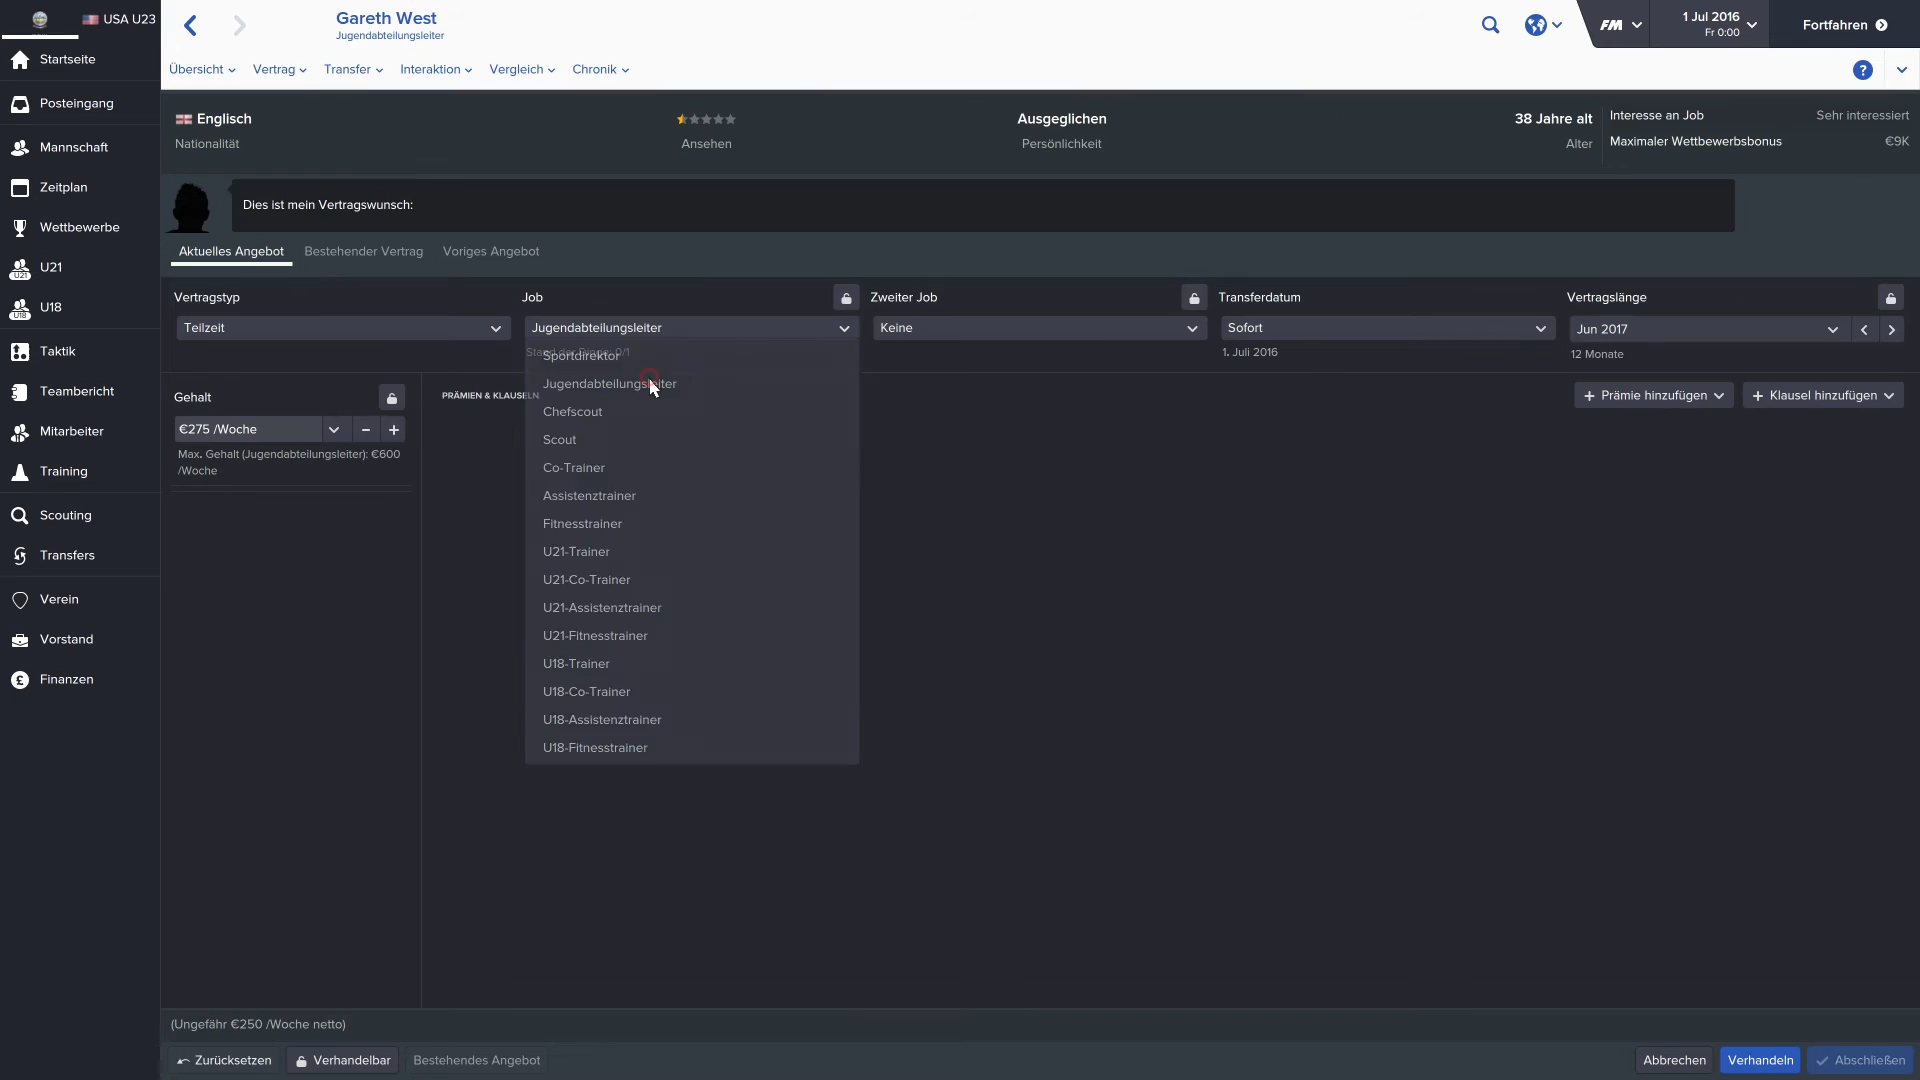 USA U23
Gareth West
Jugendabteilungsleiter
FM
1 Jul 2016
Fr 0:00
Fortfahren
Startseite
Posteingang
Mannschaft
Zeitplan
Wettbewerbe
U21
U18
Taktik
Teambericht
Mitarbeiter
Training
Scouting
Transfers
Verein
Vorstand
Finanzen
Übersicht Vertrag Transfer Interaktion Vergleich Chronik
?
Englisch
Nationalität
Ansehen
Ausgeglichen
Persönlichkeit
38 Jahre alt
Alter
Interesse an Job Sehr interessiert
Maximaler Wettbewerbsbonus €9K
Dies ist mein Vertragswunsch:
Aktuelles Angebot Bestehender Vertrag Voriges Angebot
Vertragstyp
Teilzeit
Job
Jugendabteilungsleiter
Stand der Dinge: 0/1
Sportdirektor
Jugendabteilungsleiter
Chefscout
Scout
Co-Trainer
Assistenztrainer
Fitnesstrainer
U21-Trainer
U21-Co-Trainer
U21-Assistenztrainer
U21-Fitnesstrainer
U18-Trainer
U18-Co-Trainer
U18-Assistenztrainer
U18-Fitnesstrainer
Zweiter Job
Keine
Transferdatum
Sofort
1. Juli 2016
Vertragslänge
Jun 2017
12 Monate
Gehalt
€275 /Woche
Max. Gehalt (Jugendabteilungsleiter): €600
/Woche
PRÄMIEN & KLAUSELN
Prämie hinzufügen
Klausel hinzufügen
(Ungefähr €250 /Woche netto)
Zurücksetzen Verhandelbar Bestehendes Angebot
Abbrechen Verhandeln Abschließen